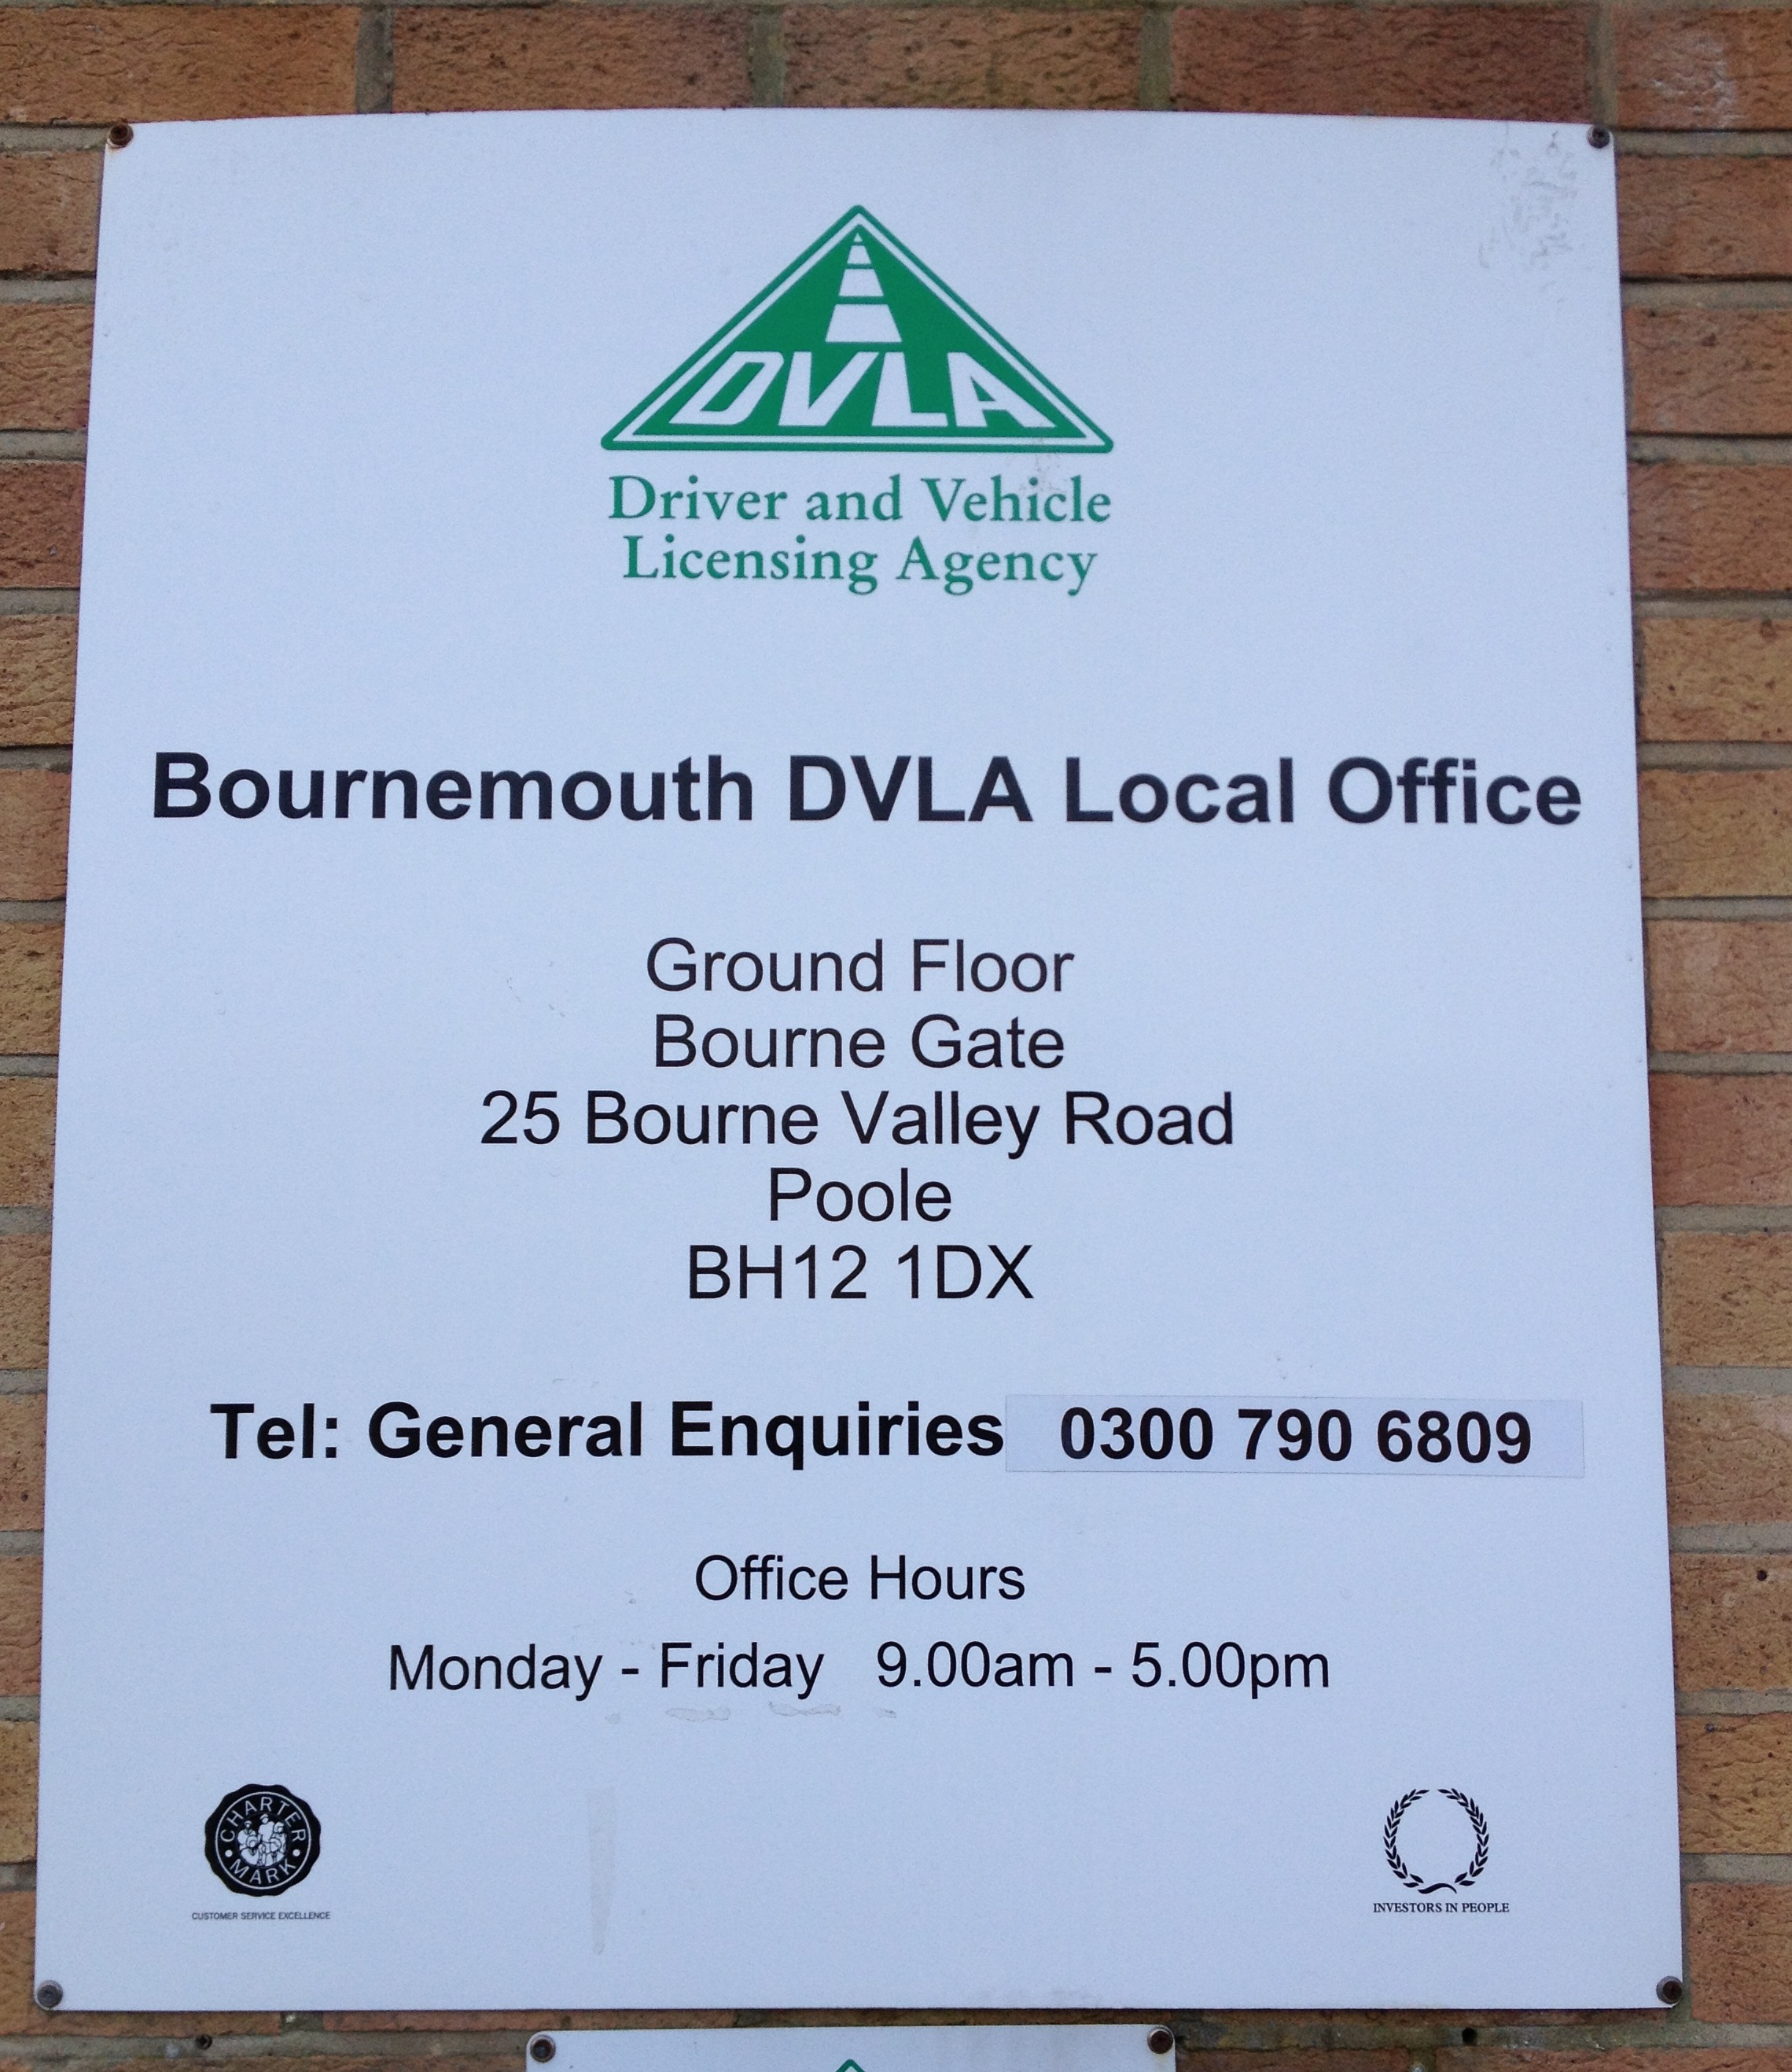 DVLA
Driver and Vehicle
Licensing Agency
Bournemouth DVLA Local Office
Ground Floor
Bourne Gate
25 Bourne Valley Road
Poole
BH12 1DX
Tel: General Enquiries 0300 790 6809
Office Hours
Monday - Friday 9.00am - 5.00pm
CHARTER
MARK
CUSTOMER SERVICE EXCELLENCE
INVESTORS IN PEOPLE